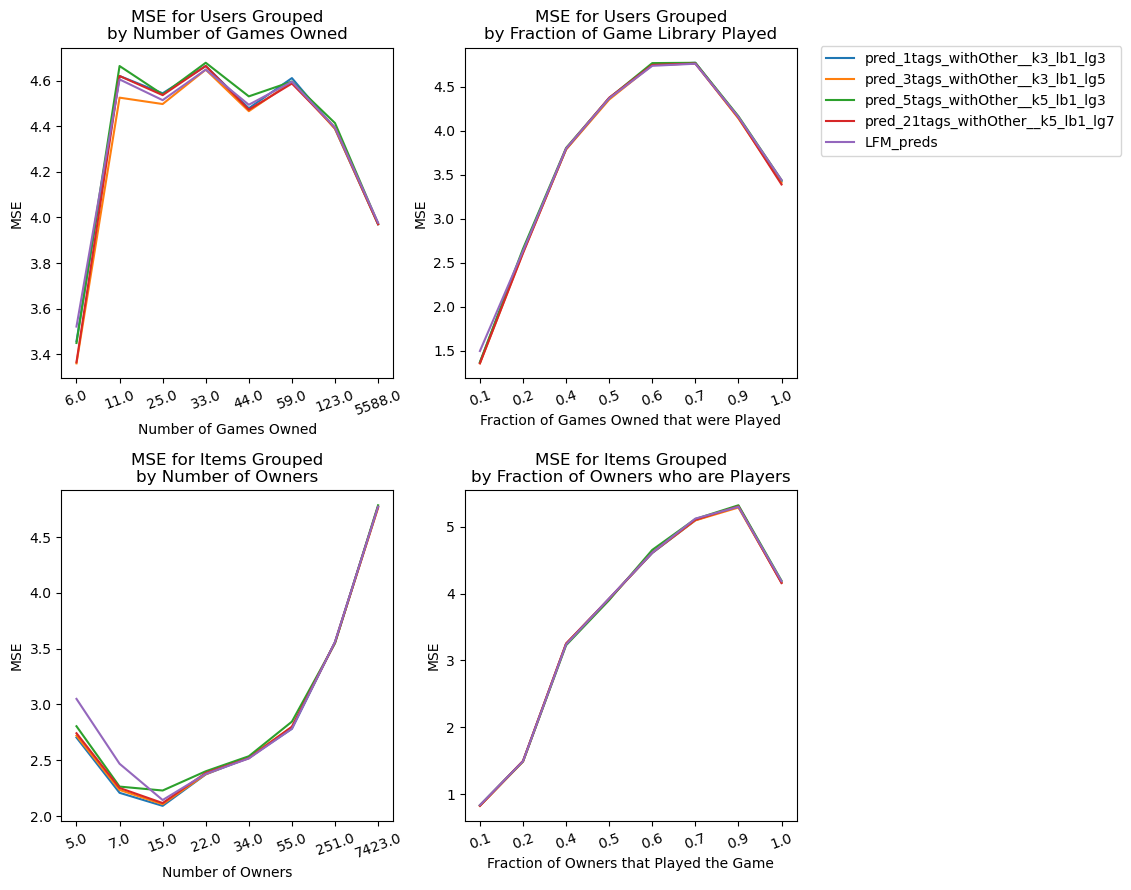 MSE for Users Grouped
by Number of Games Owned
MSE
4.6
4.4
4.2
4.0
3.8
3.6
3.4
6.0 11.0 25.0 33.0 44.0 59.0 123.0 5588.0
Number of Games Owned
MSE for Users Grouped
by Fraction of Game Library Played
MSE
4.5
4.0
3.5
3.0
2.5
2.0
1.5
0.1 0.2 0.4 0.5 0.6 0.7 0.9 1.0
Fraction of Games Owned that were Played
pred_1tags_withOther__k3_lb1_lg3
pred_3tags_withOther__k3_lb1_lg5
pred_5tags_withOther__k5_lb1_lg3
pred_21tags_withOther__k5_lb1_lg7
LFM_preds
MSE for Items Grouped
by Number of Owners
MSE
4.5
4.0
3.5
3.0
2.5
2.0
5.0 7.0 15.0 22.0 34.0 55.0 251.0 7423.0
Number of Owners
MSE for Items Grouped
by Fraction of Owners who are Players
MSE
5
4
3
2
1
0.1 0.2 0.4 0.5 0.6 0.7 0.9 1.0
Fraction of Owners that Played the Game